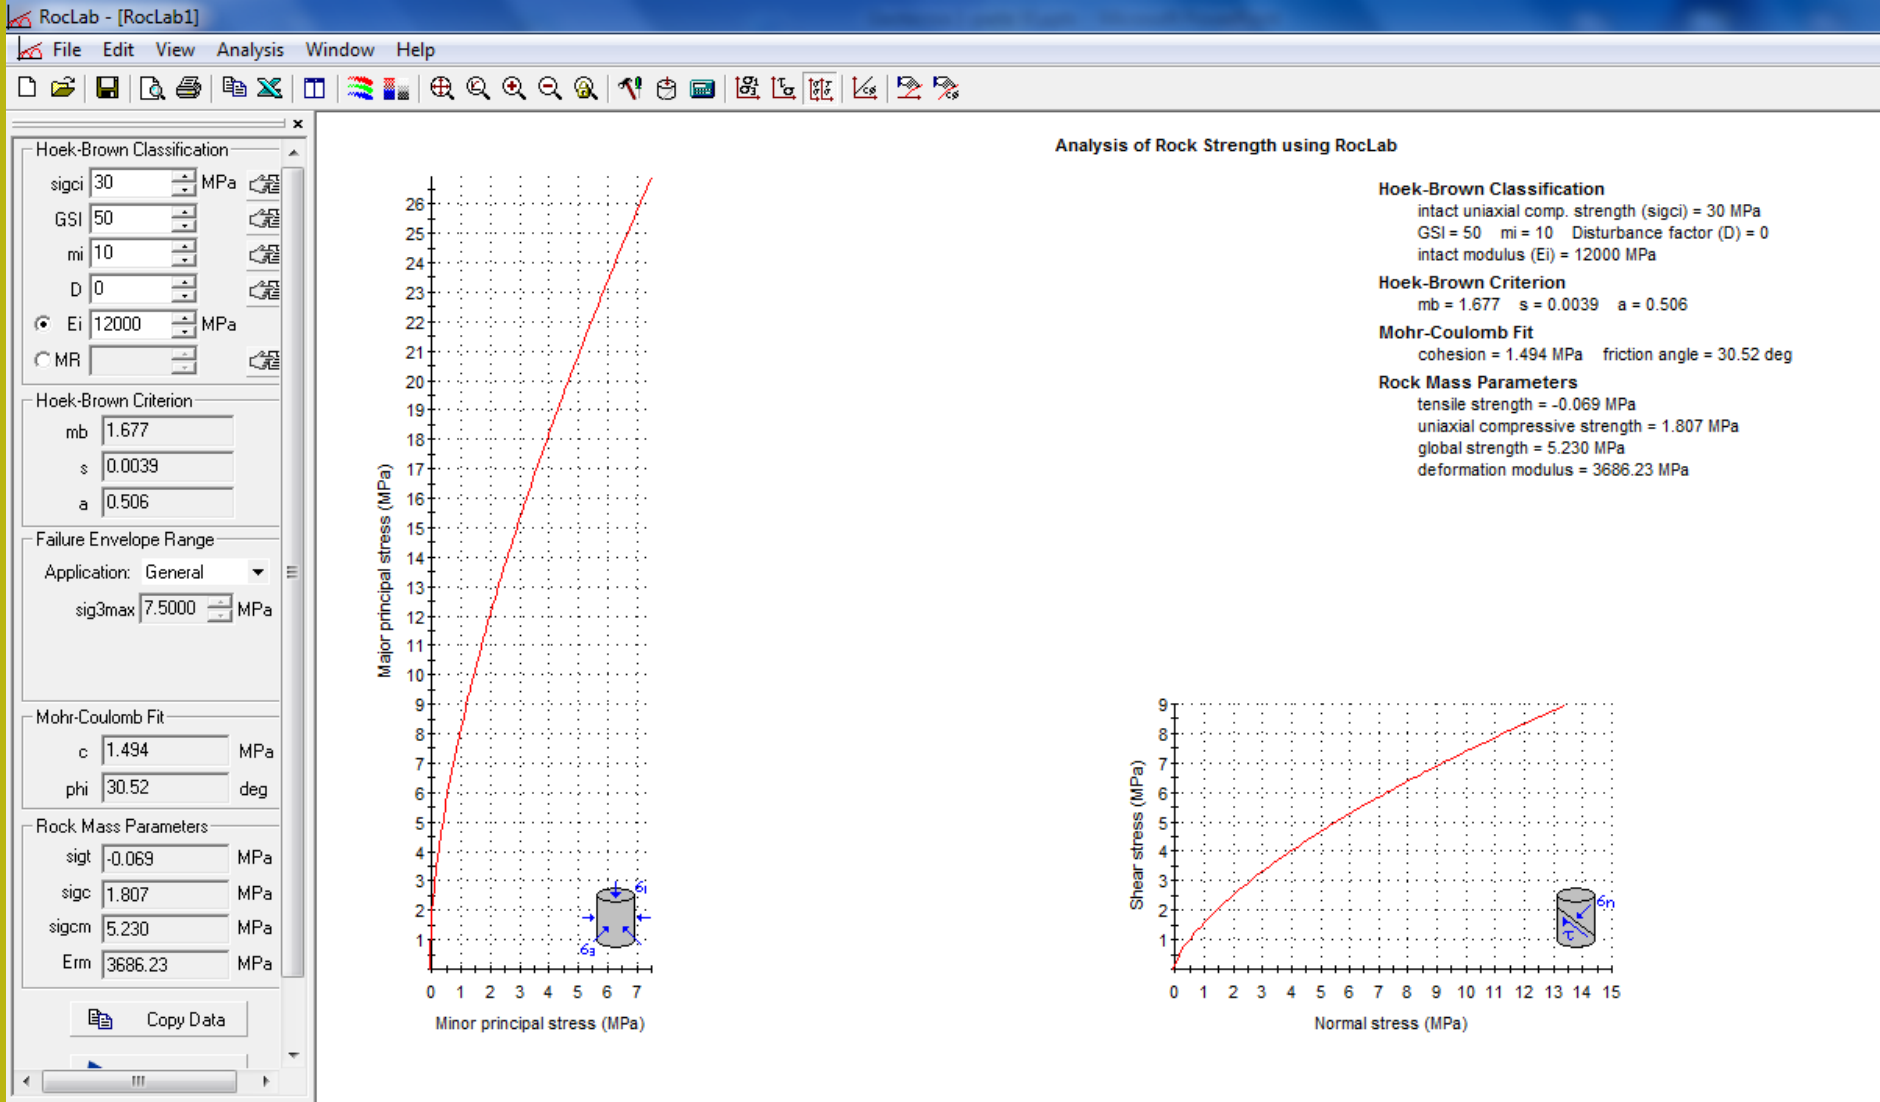 RocLab - [RocLab1]
File Edit View Analysis Window Help
Hoek-Brown Classification
sigci 30 MPa
GSI 50
mi 10
D 0
Ei 12000 MPa
MR
Hoek-Brown Criterion
mb 1.677
s 0.0039
a 0.506
Failure Envelope Range
Application: General
sig3max 7.5000 MPa
Mohr-Coulomb Fit
c 1.494 MPa
phi 30.52 deg
Rock Mass Parameters
sigt -0.069 MPa
sigc 1.807 MPa
sigcm 5.230 MPa
Erm 3686.23 MPa
Copy Data
Analysis of Rock Strength using RocLab
Hoek-Brown Classification
intact uniaxial comp. strength (sigci) = 30 MPa
GSI = 50 mi = 10 Disturbance factor (D) = 0
intact modulus (Ei) = 12000 MPa
Hoek-Brown Criterion
mb = 1.677 s = 0.0039 a = 0.506
Mohr-Coulomb Fit
cohesion = 1.494 MPa friction angle = 30.52 deg
Rock Mass Parameters
tensile strength = -0.069 MPa
uniaxial compressive strength = 1.807 MPa
global strength = 5.230 MPa
deformation modulus = 3686.23 MPa
Major principal stress (MPa)
26
25
24
23
22
21
20
19
18
17
16
15
14
13
12
11
10
9
8
7
6
5
4
3
2
1
0 1 2 3 4 5 6 7
Minor principal stress (MPa)
σ1
σ3
Shear stress (MPa)
9
8
7
6
5
4
3
2
1
0 1 2 3 4 5 6 7 8 9 10 11 12 13 14 15
Normal stress (MPa)
σn
τ